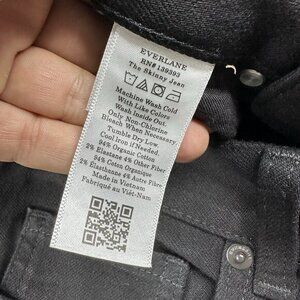 EVERLANE
RN# 138393
The Skinny Jean
Machine Wash Cold
With Like Colors
Wash Inside Out.
Only Non-Chlorine
Bleach When Necessary.
Tumble Dry Low.
Cool Iron if Needed.
94% Organic Cotton
2% Elastane 4% Other Fiber
94% Coton Organique
2% Élasthanne 4% Autre Fibre
Made in Vietnam
Fabriqué au Viêt-Nam